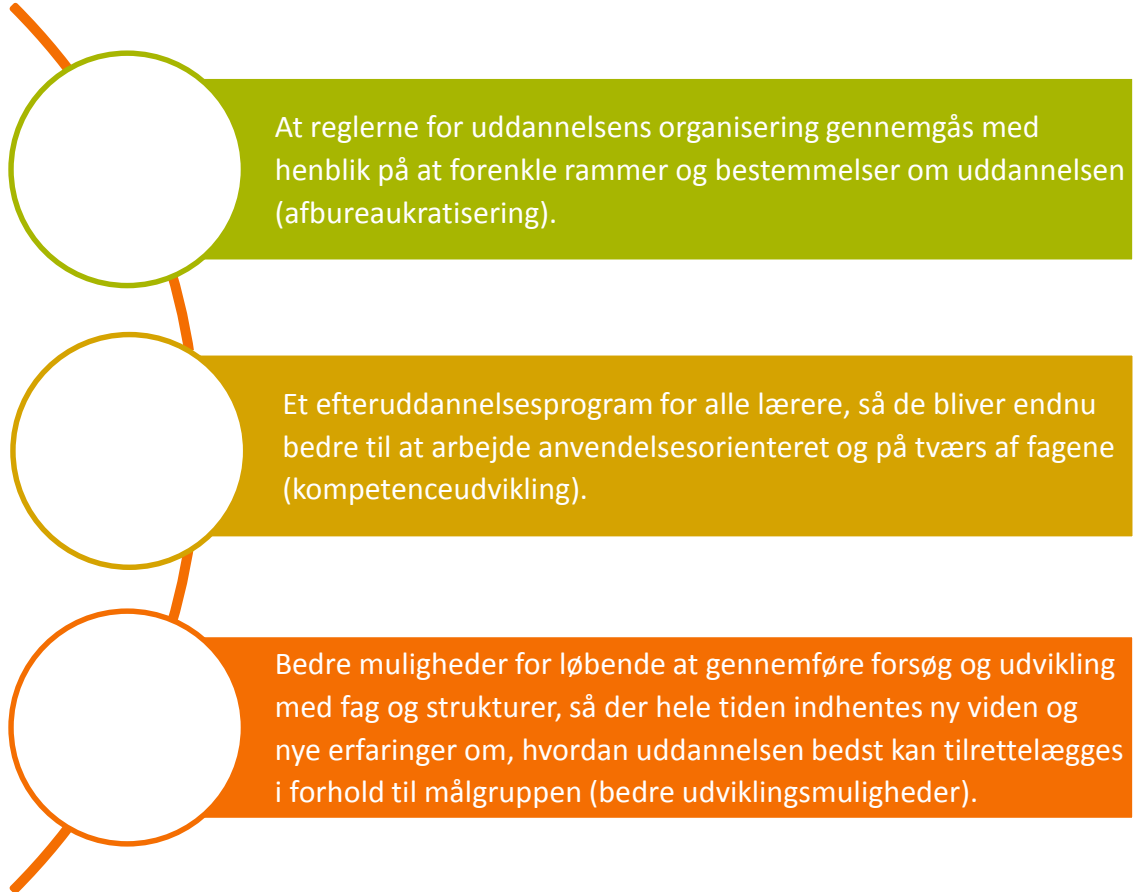 At reglerne for uddannelsens organisering gennemgås med
henblik på at forenkle rammer og bestemmelser om uddannelsen
(afbureaukratisering).
Et efteruddannelsesprogram for alle lærere, så de bliver endnu
bedre til at arbejde anvendelsesorienteret og på tværs af fagene
(kompetenceudvikling).
Bedre muligheder for løbende at gennemføre forsøg og udvikling
med fag og strukturer, så der hele tiden indhentes ny viden og
nye erfaringer om, hvordan uddannelsen bedst kan tilrettelægges
i forhold til målgruppen (bedre udviklingsmuligheder).